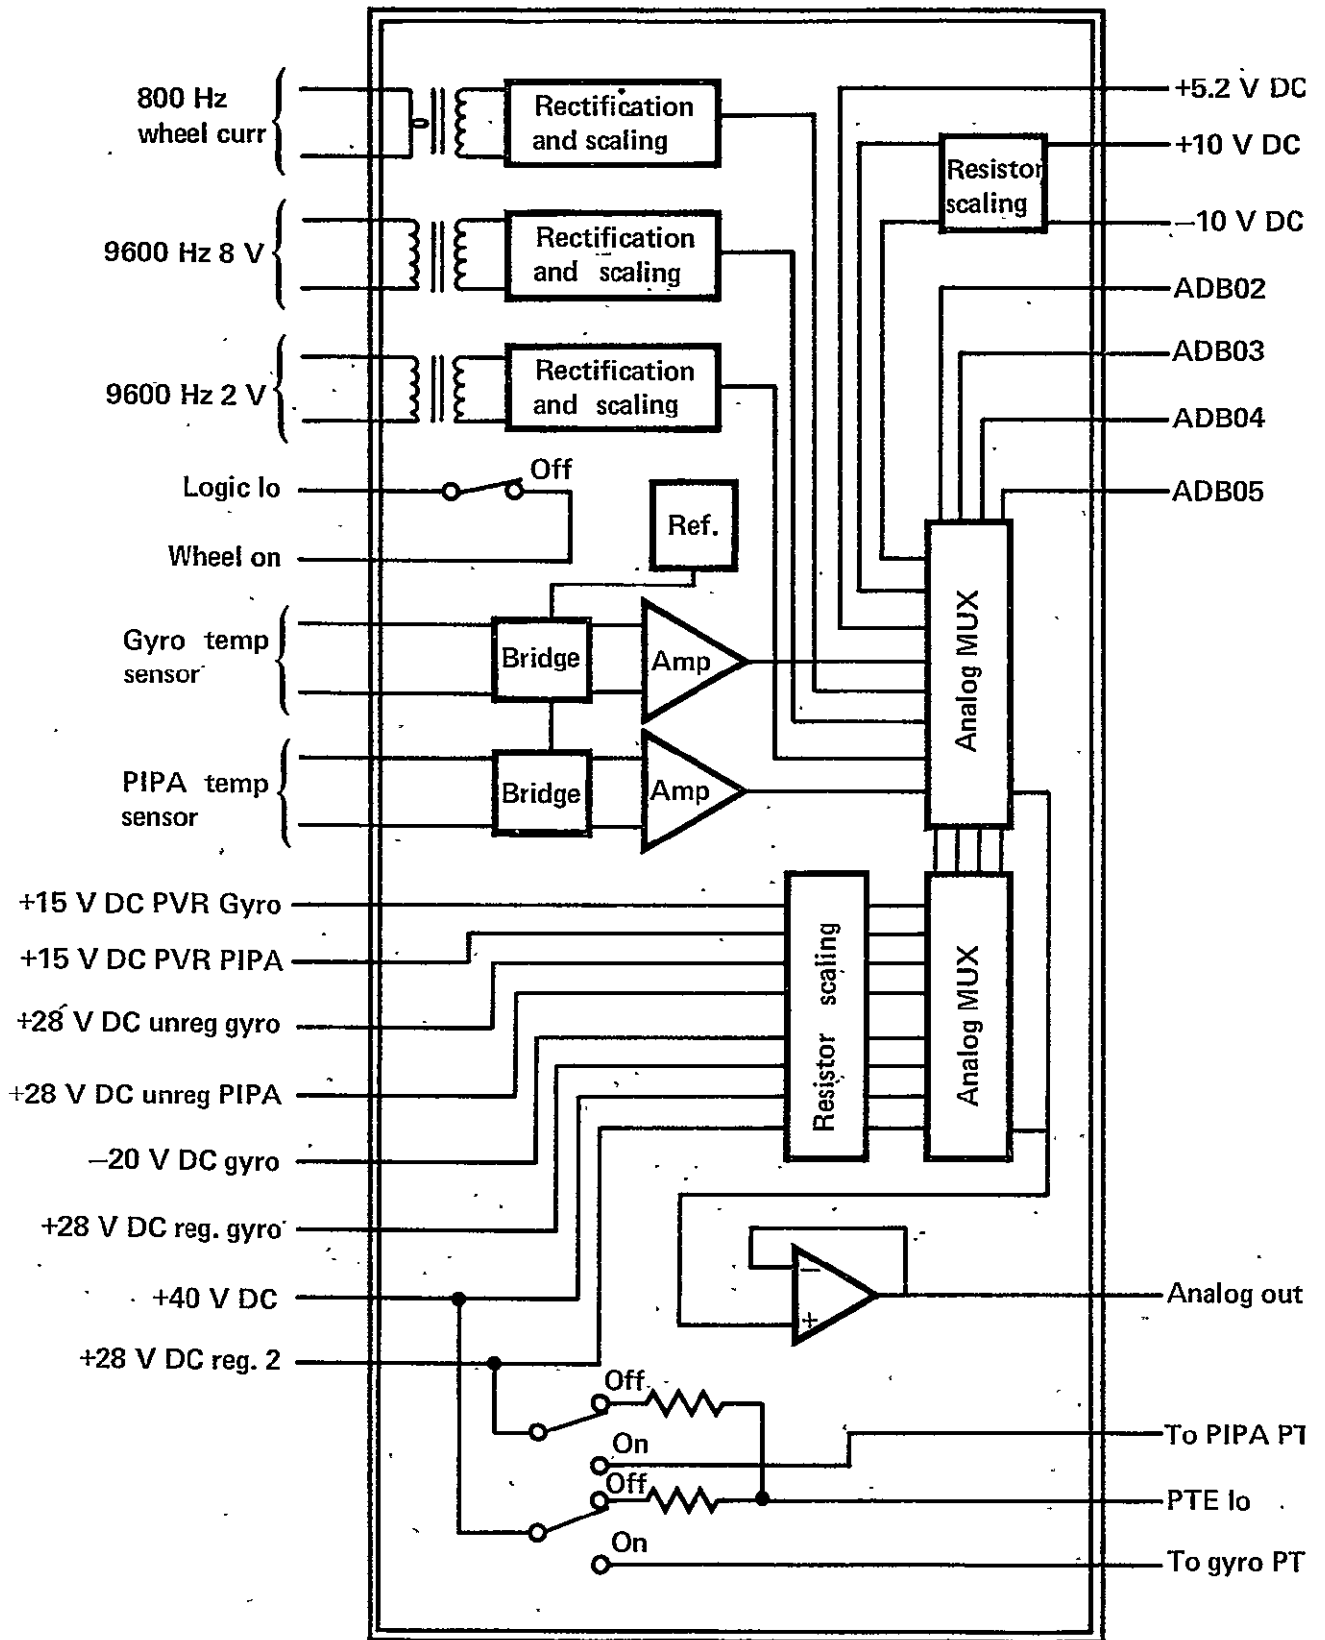 800 Hz
wheel curr
9600 Hz 8 V
9600 Hz 2 V
Logic lo
Wheel on
Gyro temp
sensor
PIPA temp
sensor
+15 V DC PVR Gyro
+15 V DC PVR PIPA
+28 V DC unreg gyro
+28 V DC unreg PIPA
−20 V DC gyro
+28 V DC reg. gyro
+40 V DC
+28 V DC reg. 2
Rectification
and scaling
Rectification
and scaling
Rectification
and scaling
Off
Ref.
Bridge
Amp
Bridge
Amp
Resistor
scaling
Analog MUX
Resistor scaling
Analog MUX
−
+
Off
On
Off
On
+5.2 V DC
+10 V DC
−10 V DC
ADB02
ADB03
ADB04
ADB05
Analog out
To PIPA PT
PTE lo
To gyro PT